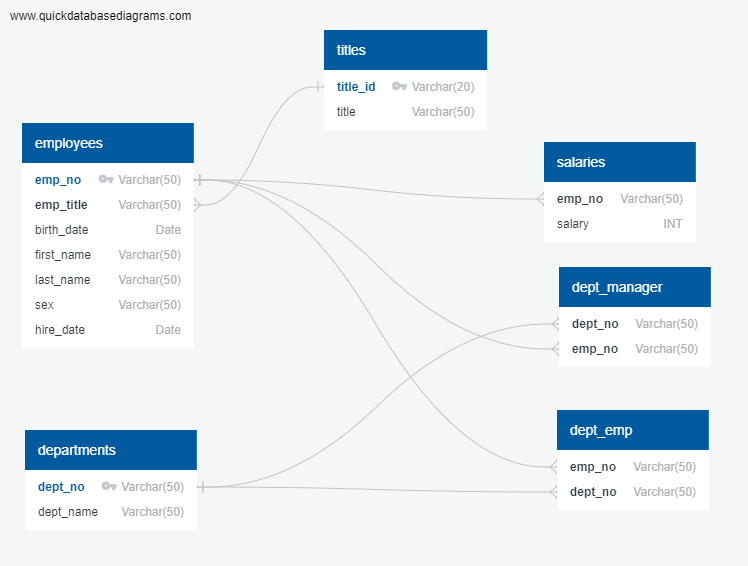 www.quickdatabasediagrams.com
titles
title_id Varchar(20)
title Varchar(50)
employees
emp_no Varchar(50)
emp_title Varchar(50)
birth_date Date
first_name Varchar(50)
last_name Varchar(50)
sex Varchar(50)
hire_date Date
salaries
emp_no Varchar(50)
salary INT
dept_manager
dept_no Varchar(50)
emp_no Varchar(50)
departments
dept_no Varchar(50)
dept_name Varchar(50)
dept_emp
emp_no Varchar(50)
dept_no Varchar(50)